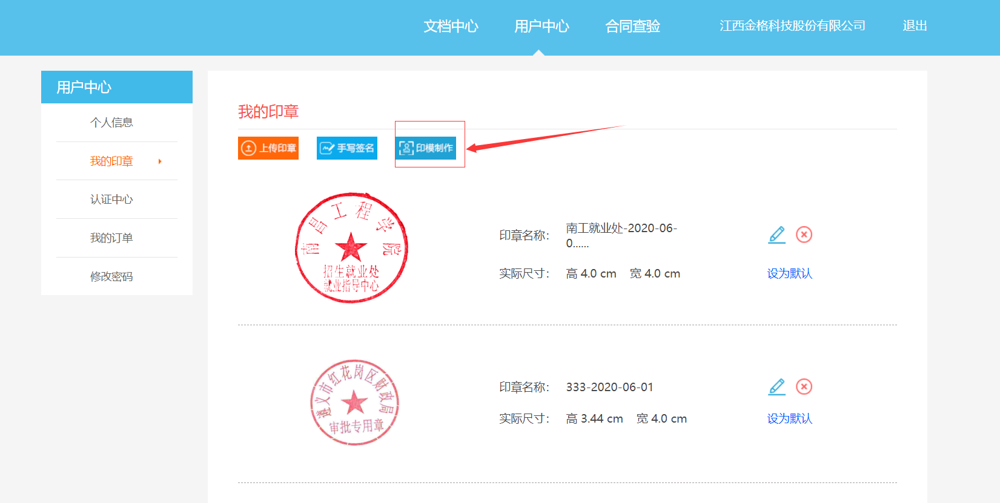 文档中心 用户中心 合同查验 江西金格科技股份有限公司 退出
用户中心
个人信息
我的印章
认证中心
我的订单
修改密码
我的印章
上传印章 手写签名 印模制作
南昌工程学院
招生就业处
就业指导中心
印章名称： 南工就业处-2020-06-
0......
实际尺寸： 高 4.0 cm 宽 4.0 cm
设为默认
遵义市红花岗区财政局
审批专用章
印章名称： 333-2020-06-01
实际尺寸： 高 3.44 cm 宽 4.0 cm
设为默认